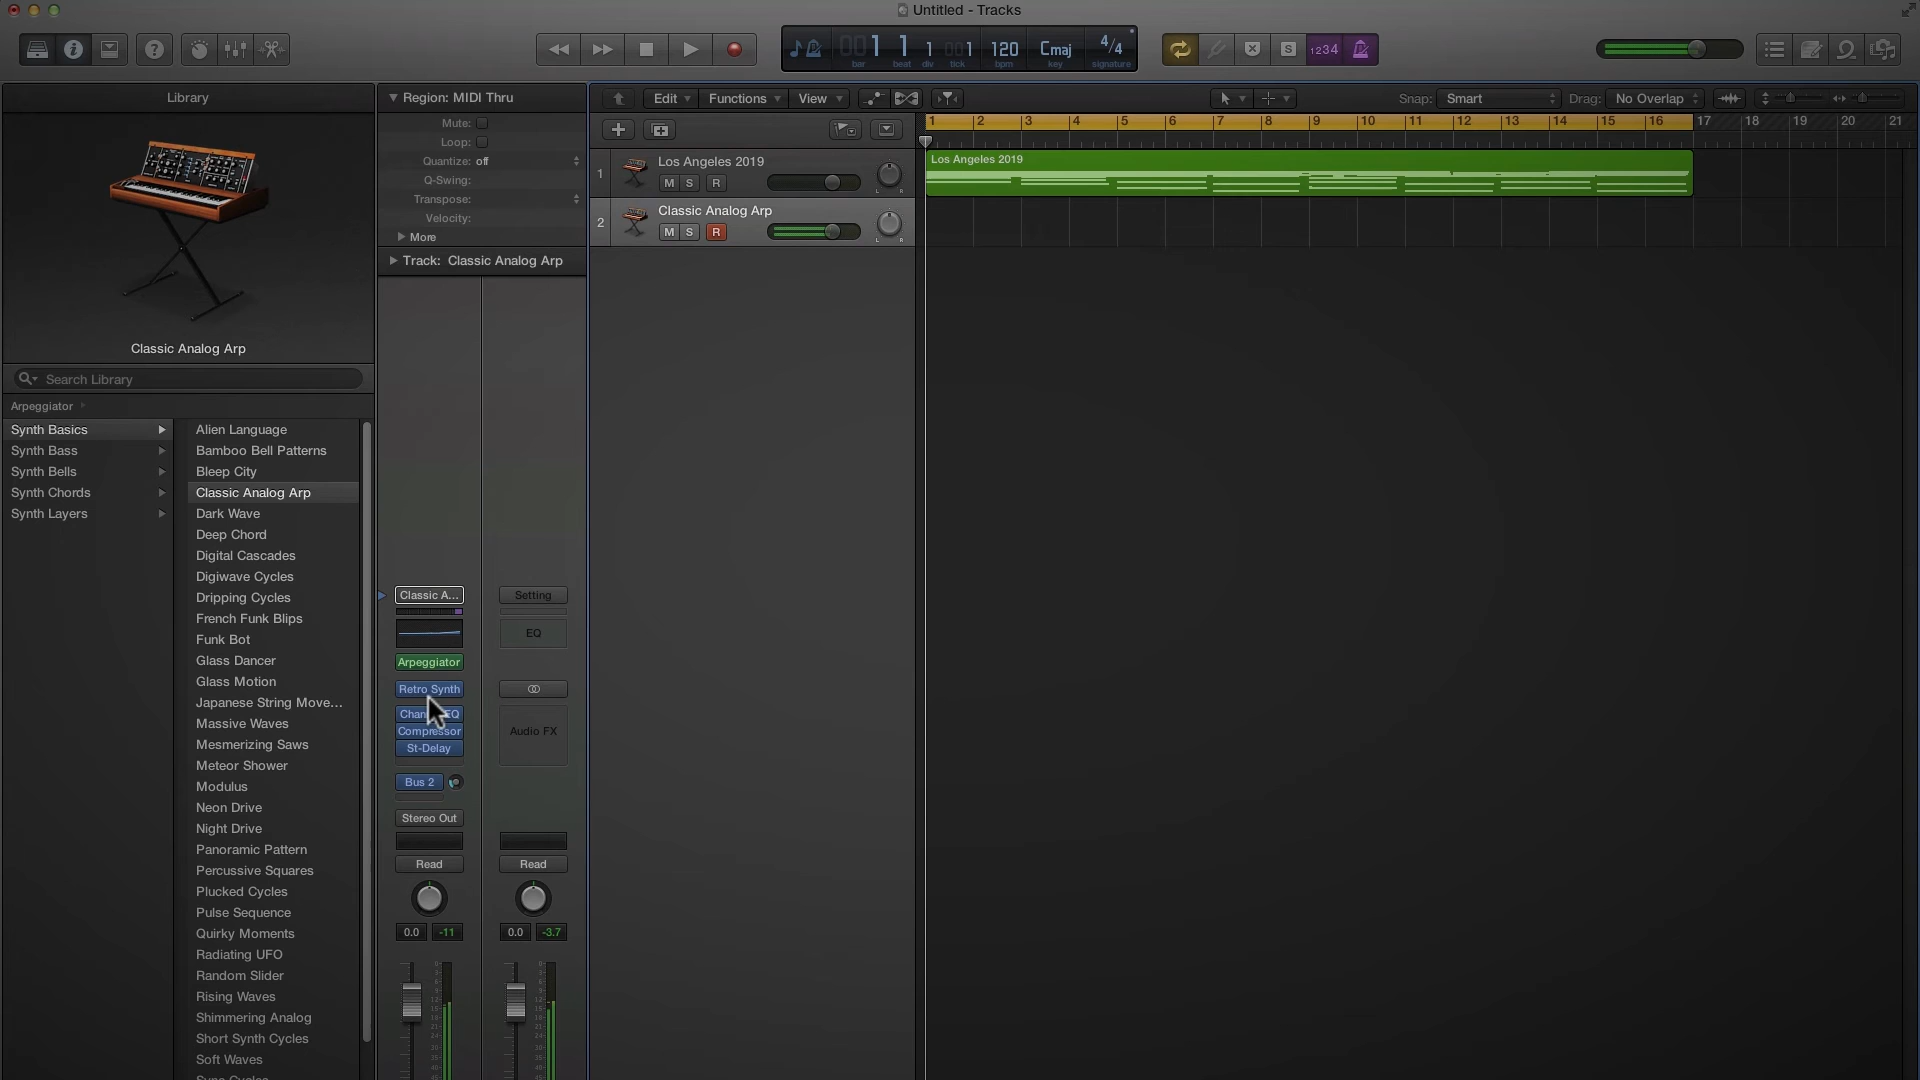 Untitled - Tracks
1 1 1 1 120 Cmaj 4/4
bar beat div tick bpm key signature
S 1234
Library
Region: MIDI Thru
Edit Functions View
Snap: Smart Drag: No Overlap
Mute:
Loop:
Quantize: off
Q-Swing:
Transpose:
Velocity:
More
Track: Classic Analog Arp
1 2 3 4 5 6 7 8 9 10 11 12 13 14 15 16 17 18 19 20 21
1 Los Angeles 2019
M S R
L R
Los Angeles 2019
2 Classic Analog Arp
M S R
L R
Classic Analog Arp
Search Library
Arpeggiator
Synth Basics
Synth Bass
Synth Bells
Synth Chords
Synth Layers
Alien Language
Bamboo Bell Patterns
Bleep City
Classic Analog Arp
Dark Wave
Deep Chord
Digital Cascades
Digiwave Cycles
Dripping Cycles
French Funk Blips
Funk Bot
Glass Dancer
Glass Motion
Japanese String Move...
Massive Waves
Mesmerizing Saws
Meteor Shower
Modulus
Neon Drive
Night Drive
Panoramic Pattern
Percussive Squares
Plucked Cycles
Pulse Sequence
Quirky Moments
Radiating UFO
Random Slider
Rising Waves
Shimmering Analog
Short Synth Cycles
Soft Waves
Classic A...
Arpeggiator
Retro Synth
Compressor
St-Delay
Bus 2
Stereo Out
Read
0.0 -11
Setting
EQ
Audio FX
Read
0.0 -3.7